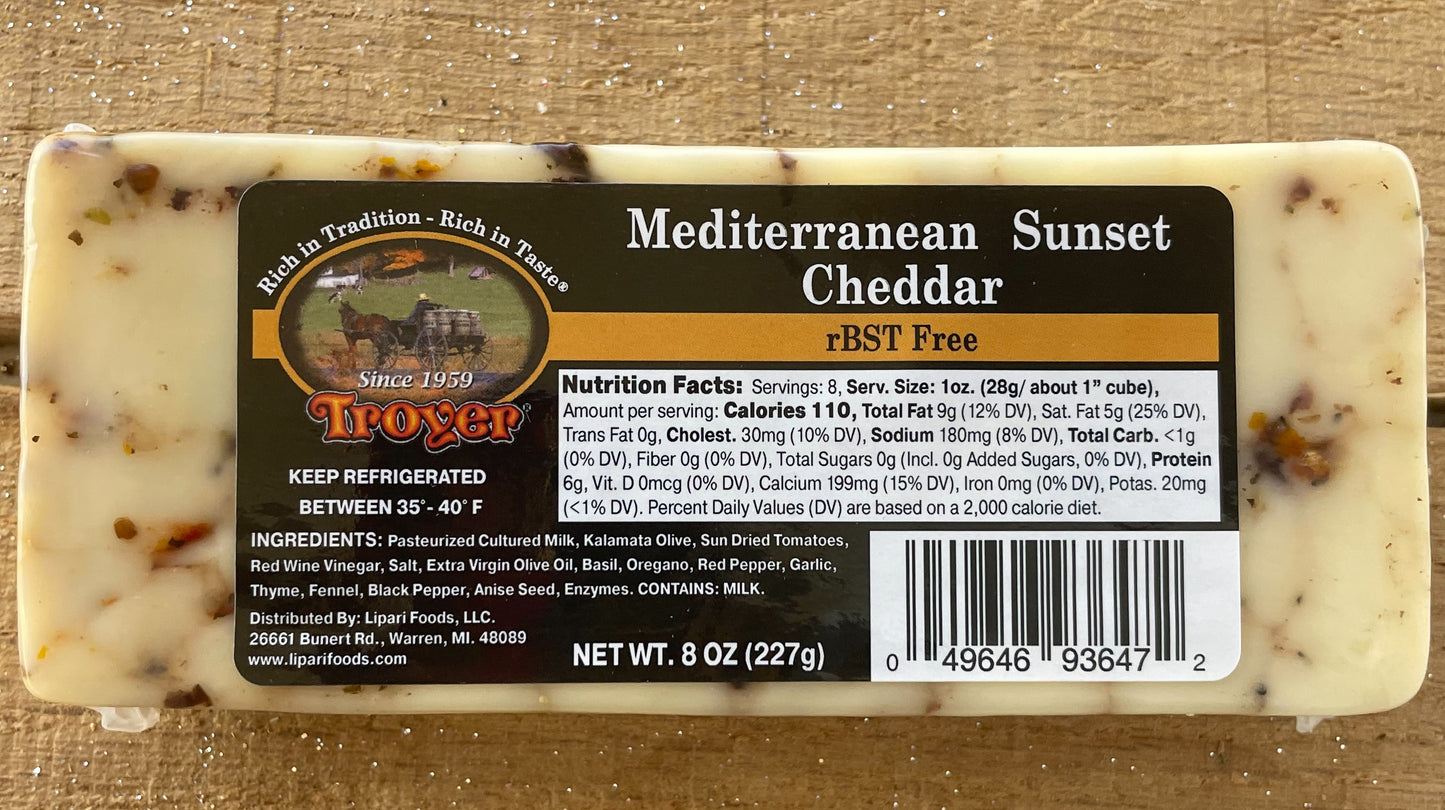 Rich in Tradition - Rich in Taste®
Since 1959
Troyer®
KEEP REFRIGERATED
BETWEEN 35°- 40° F
Mediterranean Sunset
Cheddar
rBST Free
Nutrition Facts: Servings: 8, Serv. Size: 1oz. (28g/ about 1” cube),
Amount per serving: Calories 110, Total Fat 9g (12% DV), Sat. Fat 5g (25% DV),
Trans Fat 0g, Cholest. 30mg (10% DV), Sodium 180mg (8% DV), Total Carb. <1g
(0% DV), Fiber 0g (0% DV), Total Sugars 0g (Incl. 0g Added Sugars, 0% DV), Protein
6g, Vit. D 0mcg (0% DV), Calcium 199mg (15% DV), Iron 0mg (0% DV), Potas. 20mg
(<1% DV). Percent Daily Values (DV) are based on a 2,000 calorie diet.
INGREDIENTS: Pasteurized Cultured Milk, Kalamata Olive, Sun Dried Tomatoes,
Red Wine Vinegar, Salt, Extra Virgin Olive Oil, Basil, Oregano, Red Pepper, Garlic,
Thyme, Fennel, Black Pepper, Anise Seed, Enzymes. CONTAINS: MILK.
Distributed By: Lipari Foods, LLC.
26661 Bunert Rd., Warren, MI. 48089
www.liparifoods.com
NET WT. 8 OZ (227g)
0 49646 93647 2